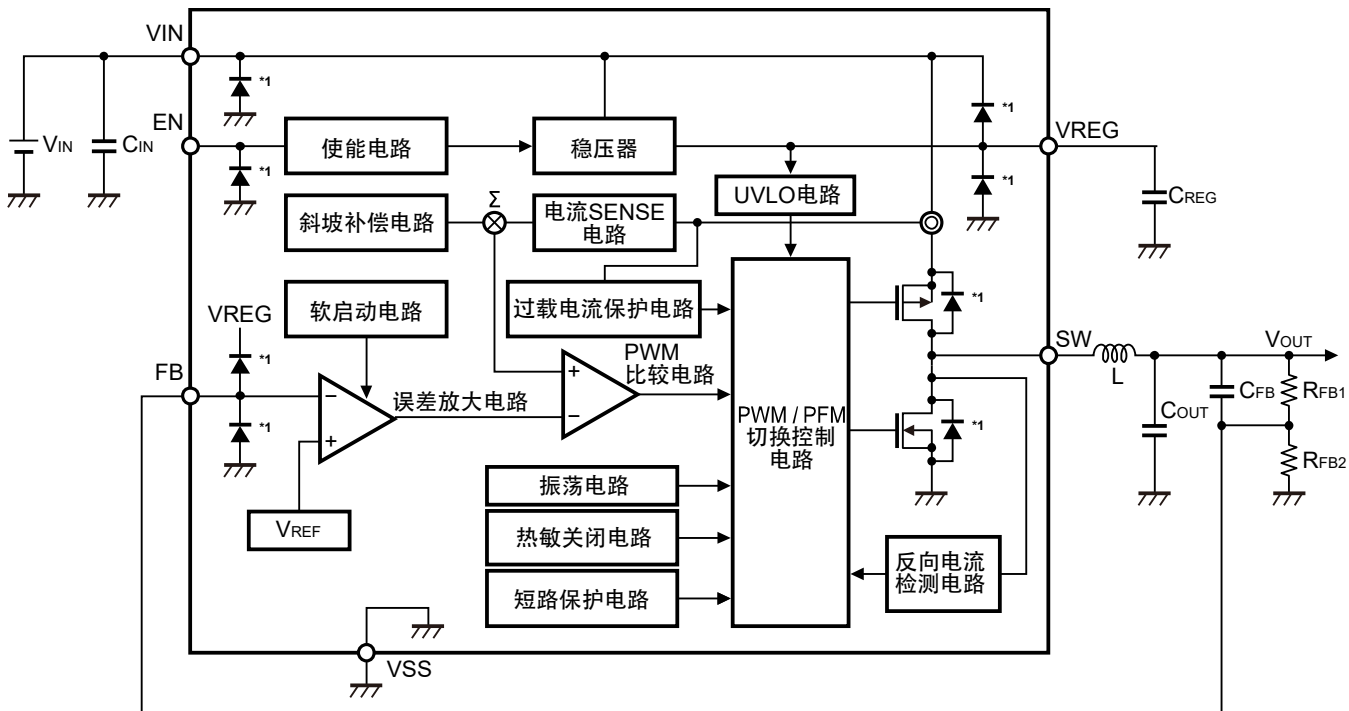 VIN
*1
*1
EN
VIN
CIN
使能电路
稳压器
*1
VREG
*1
*1
UVLO电路
CREG
斜坡补偿电路
Σ
电流SENSE
电路
软启动电路
过载电流保护电路
*1
VREG
*1
FB
*1
PWM
比较电路
+
−
−
+
误差放大电路
SW
L
VOUT
CFB
RFB1
COUT
RFB2
PWM / PFM
切换控制
电路
*1
振荡电路
VREF
热敏关闭电路
反向电流
检测电路
短路保护电路
VSS